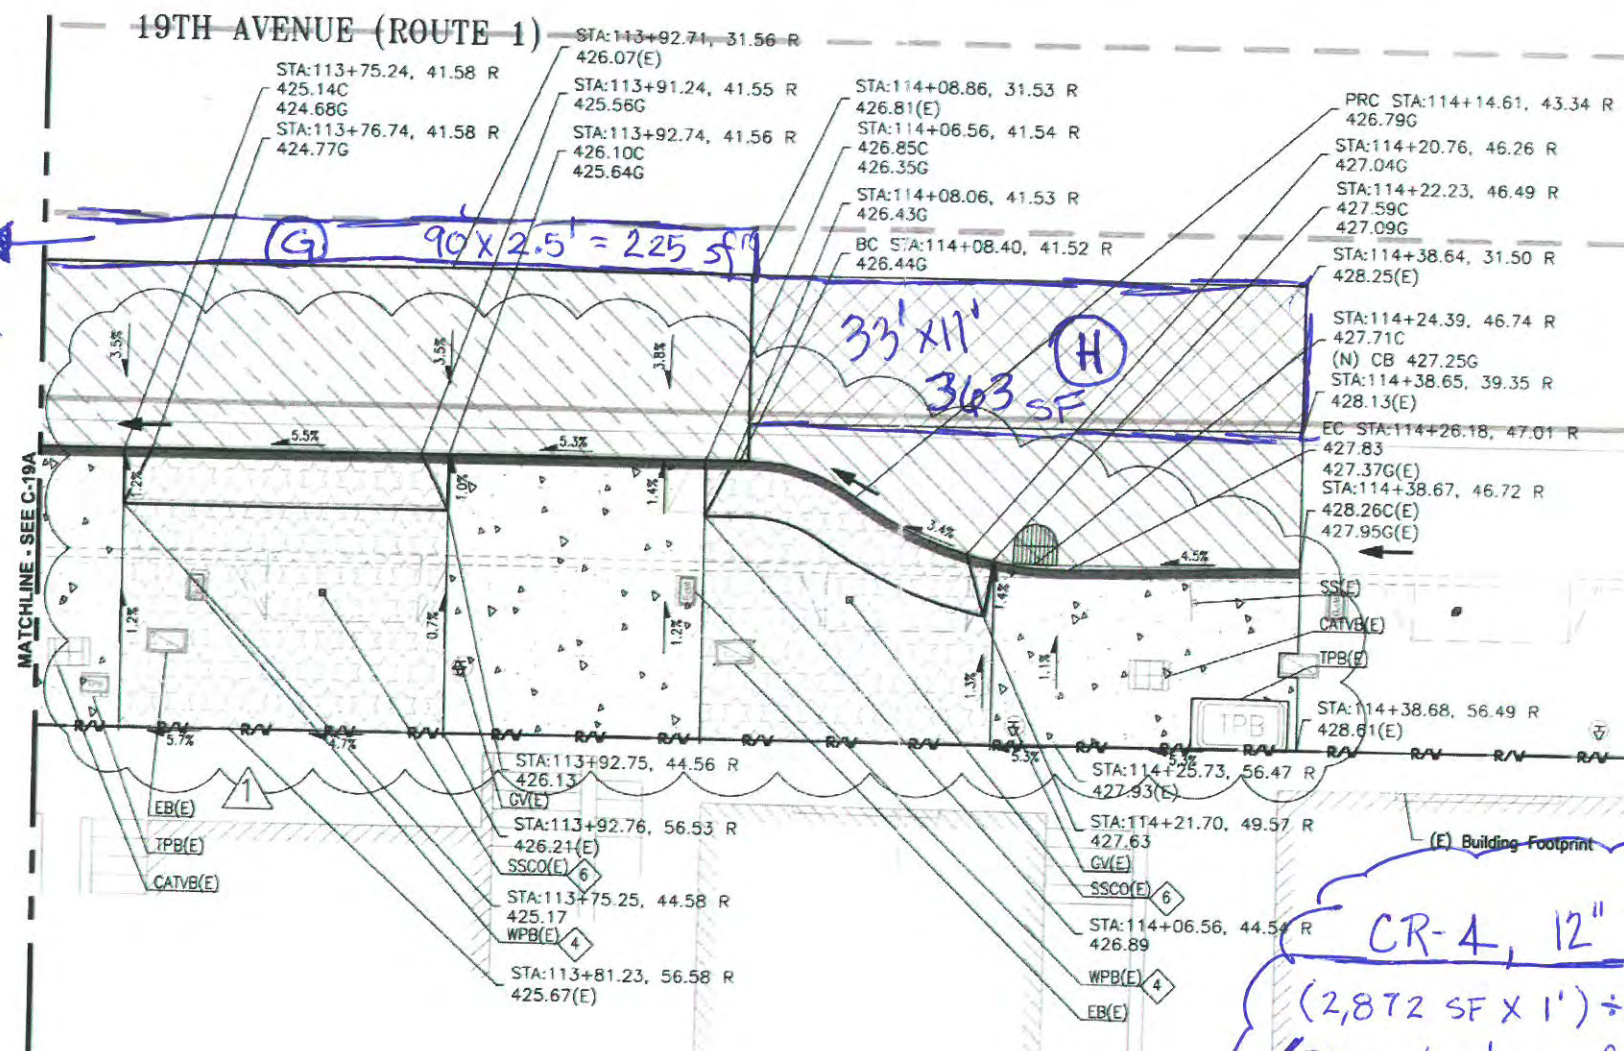 19TH AVENUE (ROUTE 1)
STA:113+92.71, 31.56 R
426.07(E)
STA:113+75.24, 41.58 R
425.14C
424.68G
STA:113+76.74, 41.58 R
424.77G
STA:113+91.24, 41.55 R
425.56G
STA:113+92.74, 41.56 R
426.10C
425.64G
STA:114+08.86, 31.53 R
426.81(E)
STA:114+06.56, 41.54 R
426.85C
426.35G
STA:114+08.06, 41.53 R
426.43G
BC STA:114+08.40, 41.52 R
426.44G
PRC STA:114+14.61, 43.34 R
426.79G
STA:114+20.76, 46.26 R
427.04G
STA:114+22.23, 46.49 R
427.59C
427.09G
STA:114+38.64, 31.50 R
428.25(E)
STA:114+24.39, 46.74 R
427.71C
(N) CB 427.25G
STA:114+38.65, 39.35 R
428.13(E)
EC STA:114+26.18, 47.01 R
427.83
427.37G(E)
STA:114+38.67, 46.72 R
428.26C(E)
427.95G(E)
G 90 X 2.5' = 225 sf
33' X 11' H
363 SF
3.5%
3.5%
3.8%
5.5%
5.3%
1.2%
1.0%
1.4%
3.4%
4.5%
1.4%
1.2%
0.7%
1.2%
1.3%
1.1%
MATCHLINE - SEE C-19A
SS(E)
CATVB(E)
TPB(E)
TPB
STA:114+38.68, 56.49 R
428.61(E)
R/W R/W R/W R/W R/W R/W R/W R/W R/W R/W R/W R/W R/W
5.7%
4.7%
5.3%
5.3%
1
EB(E)
TPB(E)
CATVB(E)
STA:113+92.75, 44.56 R
426.13
GV(E)
STA:113+92.76, 56.53 R
426.21(E)
SSCO(E) 6
STA:113+75.25, 44.58 R
425.17
WPB(E) 4
STA:113+81.23, 56.58 R
425.67(E)
STA:114+25.73, 56.47 R
427.93(E)
STA:114+21.70, 49.57 R
427.63
GV(E)
SSCO(E) 6
STA:114+06.56, 44.54 R
426.89
WPB(E) 4
EB(E)
(E) Building Footprint
CR-4, 12"
(2,872 SF X 1') ÷